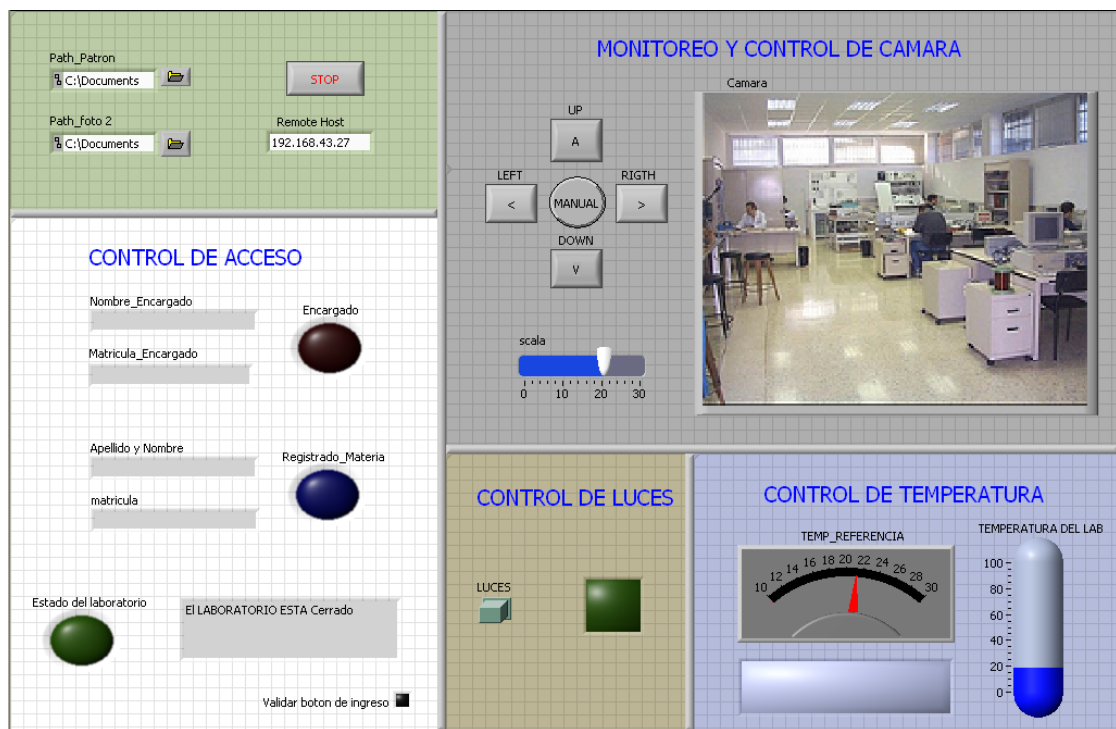 Path_Patron
C:\Documents
STOP
Path_foto 2
C:\Documents
Remote Host
192.168.43.27
CONTROL DE ACCESO
Nombre_Encargado
Encargado
Matricula_Encargado
Apellido y Nombre
Registrado_Materia
matricula
Estado del laboratorio
El LABORATORIO ESTA Cerrado
Validar boton de ingreso
MONITOREO Y CONTROL DE CAMARA
Camara
UP
A
LEFT
<
MANUAL
RIGTH
>
DOWN
V
scala
0 10 20 30
CONTROL DE LUCES
LUCES
CONTROL DE TEMPERATURA
TEMP_REFERENCIA
10 12 14 16 18 20 22 24 26 28 30
TEMPERATURA DEL LAB
100
80
60
40
20
0